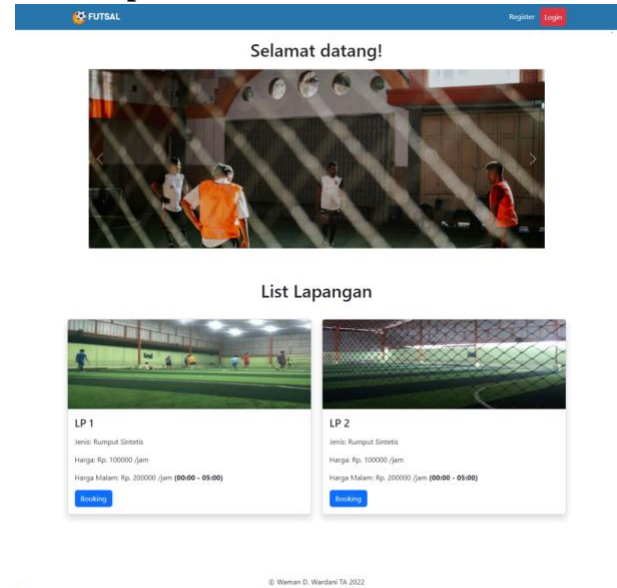 FUTSAL
Register Login
Selamat datang!
List Lapangan
LP 1
Jenis: Rumput Sintetis
Harga: Rp. 100000 /jam
Harga Malam: Rp. 200000 /jam (00:00 - 05:00)
Booking
LP 2
Jenis: Rumput Sintetis
Harga: Rp. 100000 /jam
Harga Malam: Rp. 200000 /jam (00:00 - 05:00)
Booking
© Waman D. Wardani TA 2022